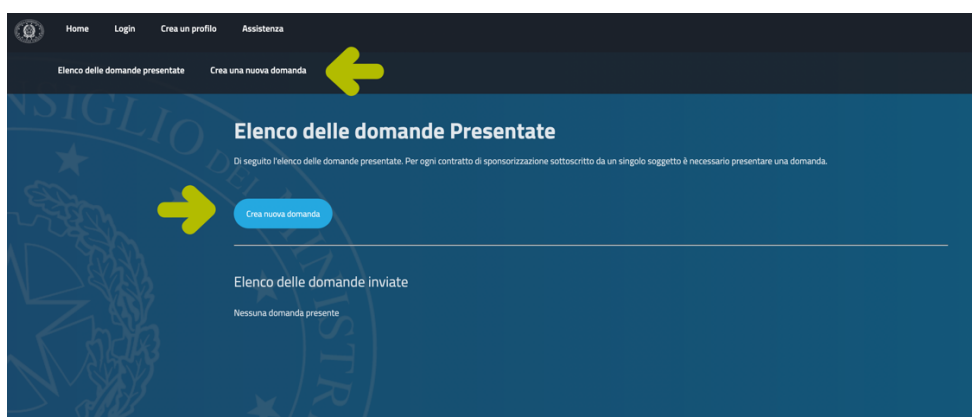 Home Login Crea un profilo Assistenza
Elenco delle domande presentate Crea una nuova domanda
Elenco delle domande Presentate
Di seguito l'elenco delle domande presentate. Per ogni contratto di sponsorizzazione sottoscritto da un singolo soggetto è necessario presentare una domanda.
Crea nuova domanda
Elenco delle domande inviate
Nessuna domanda presente